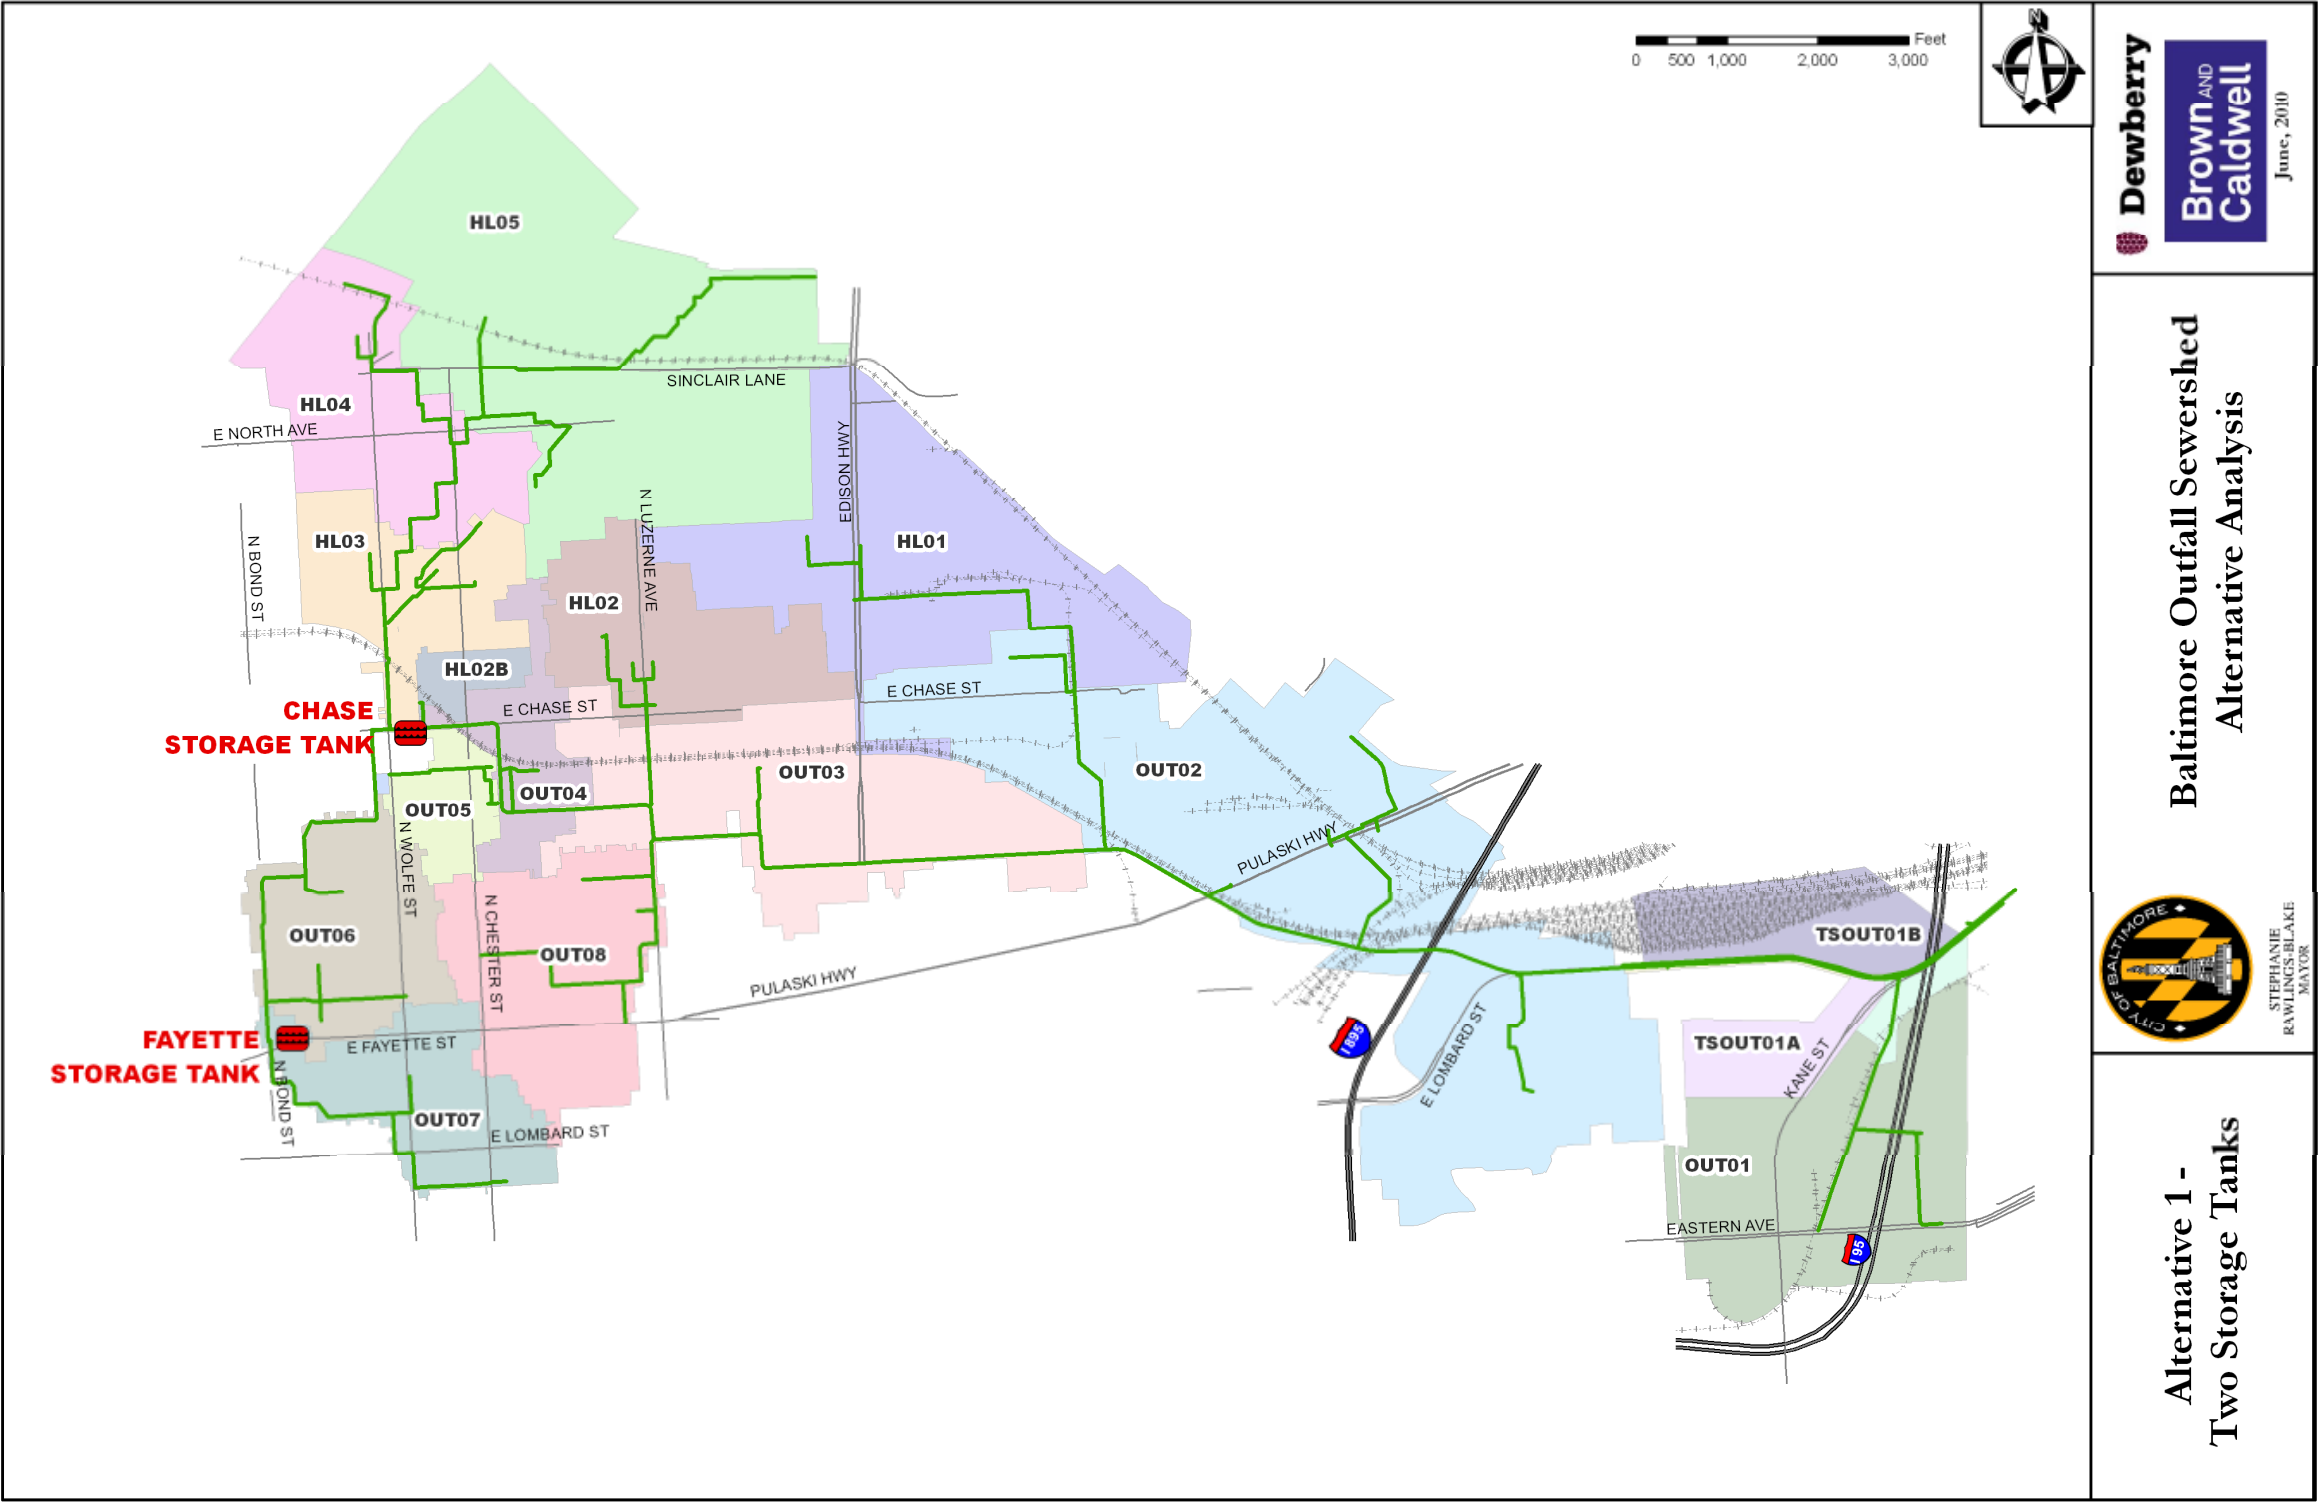 Feet
0 500 1,000 2,000 3,000
N
HL05
SINCLAIR LANE
HL04
E NORTH AVE
EDISON HWY
N LUZERNE AVE
HL03
HL01
N BOND ST
HL02
HL02B
E CHASE ST
E CHASE ST
CHASE
STORAGE TANK
OUT03
OUT02
OUT04
OUT05
PULASKI HWY
N WOLFE ST
N CHESTER ST
OUT06
OUT08
TSOUT01B
PULASKI HWY
FAYETTE
STORAGE TANK
E FAYETTE ST
I 895
E LOMBARD ST
TSOUT01A
KANE ST
N BOND ST
OUT07
E LOMBARD ST
OUT01
EASTERN AVE
I 95
Dewberry
Brown AND
Caldwell
June, 2010
Baltimore Outfall Sewershed
Alternative Analysis
CITY OF BALTIMORE
STEPHANIE
RAWLINGS-BLAKE
MAYOR
Alternative 1 -
Two Storage Tanks